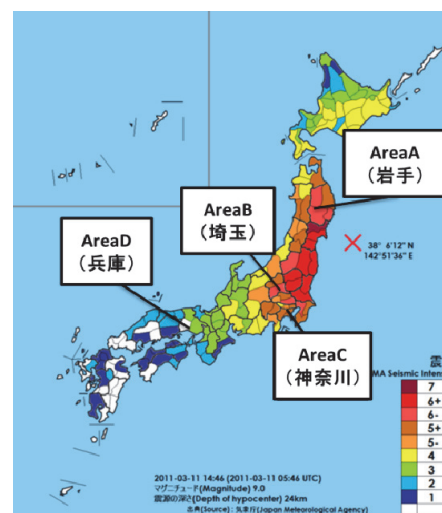 AreaA
(岩手)
AreaB
(埼玉)
AreaD
(兵庫)
38° 6'12" N
142°51'36" E
AreaC
(神奈川)
震
MA Seismic Inten
7
6+
6-
5+
5-
4
3
2
1
2011-03-11 14:46 (2011-03-11 05:46 UTC)
マグニチュード(Magnitude) 9.0
震源の深さ(Depth of hypocenter) 24km
出典(Source) : 気象庁(Japan Meteorological Agency)